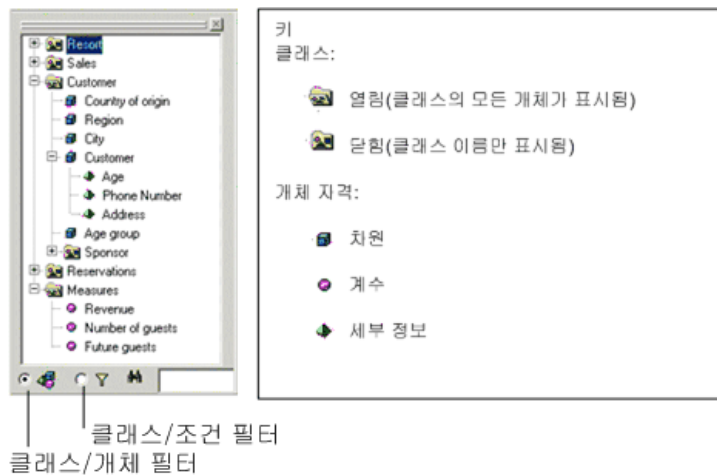 Resort
Sales
Customer
Country of origin
Region
City
Customer
Age
Phone Number
Address
Age group
Sponsor
Reservations
Measures
Revenue
Number of guests
Future guests
클래스/조건 필터
클래스/개체 필터
키
클래스:
열림(클래스의 모든 개체가 표시됨)
닫힘(클래스 이름만 표시됨)
개체 자격:
차원
계수
세부 정보